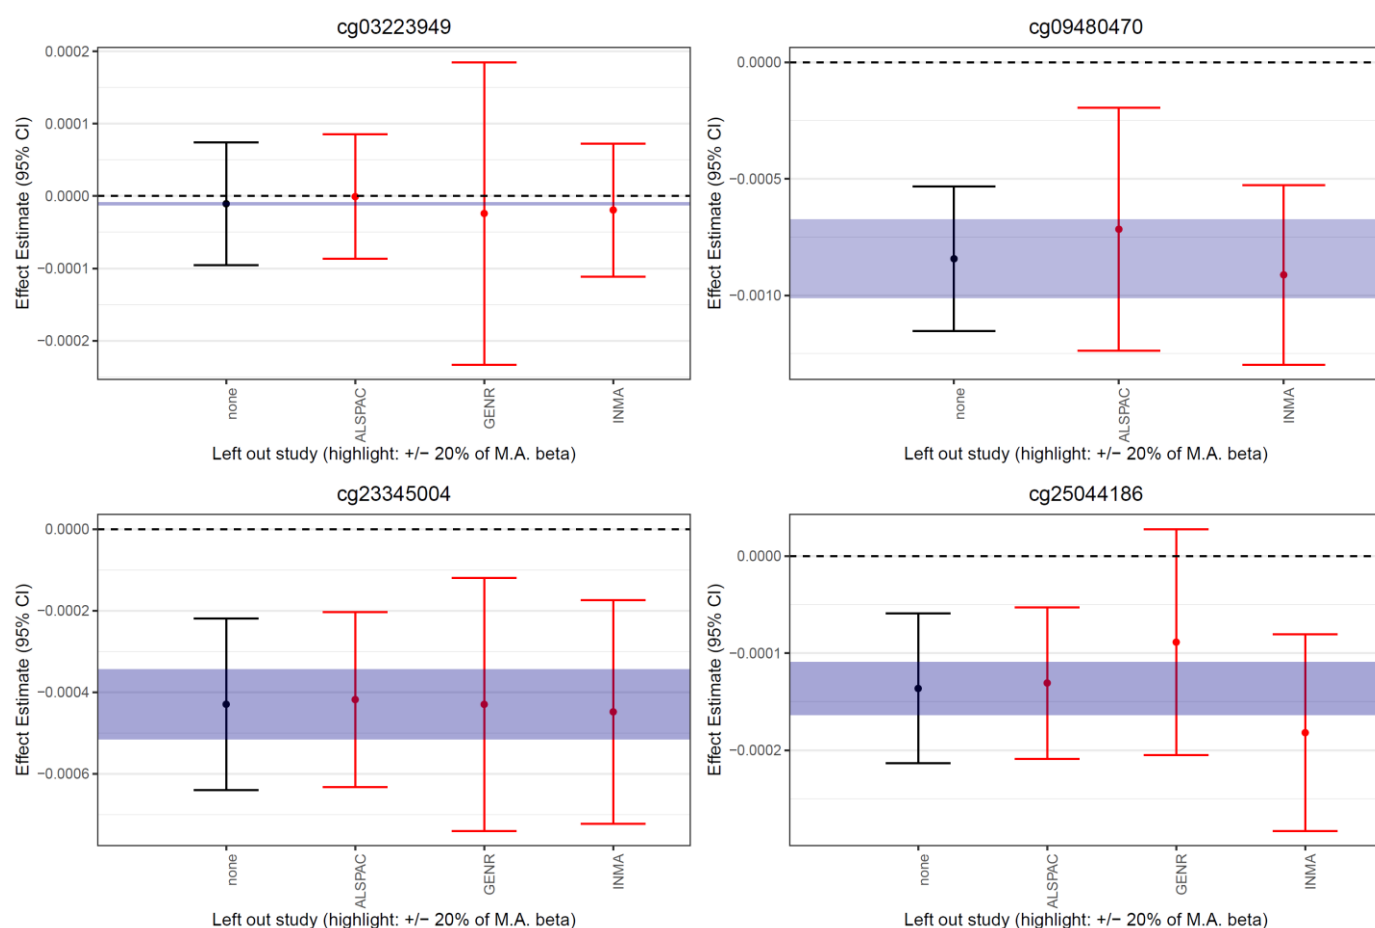 cg03223949
0.0002
0.0001
0.0000
−0.0001
−0.0002
Effect Estimate (95% CI)
none
ALSPAC
GENR
INMA
Left out study (highlight: +/− 20% of M.A. beta)
cg09480470
0.0000
−0.0005
−0.0010
Effect Estimate (95% CI)
none
ALSPAC
INMA
Left out study (highlight: +/− 20% of M.A. beta)
cg23345004
0.0000
−0.0002
−0.0004
−0.0006
Effect Estimate (95% CI)
none
ALSPAC
GENR
INMA
Left out study (highlight: +/− 20% of M.A. beta)
cg25044186
0.0000
−0.0001
−0.0002
Effect Estimate (95% CI)
none
ALSPAC
GENR
INMA
Left out study (highlight: +/− 20% of M.A. beta)